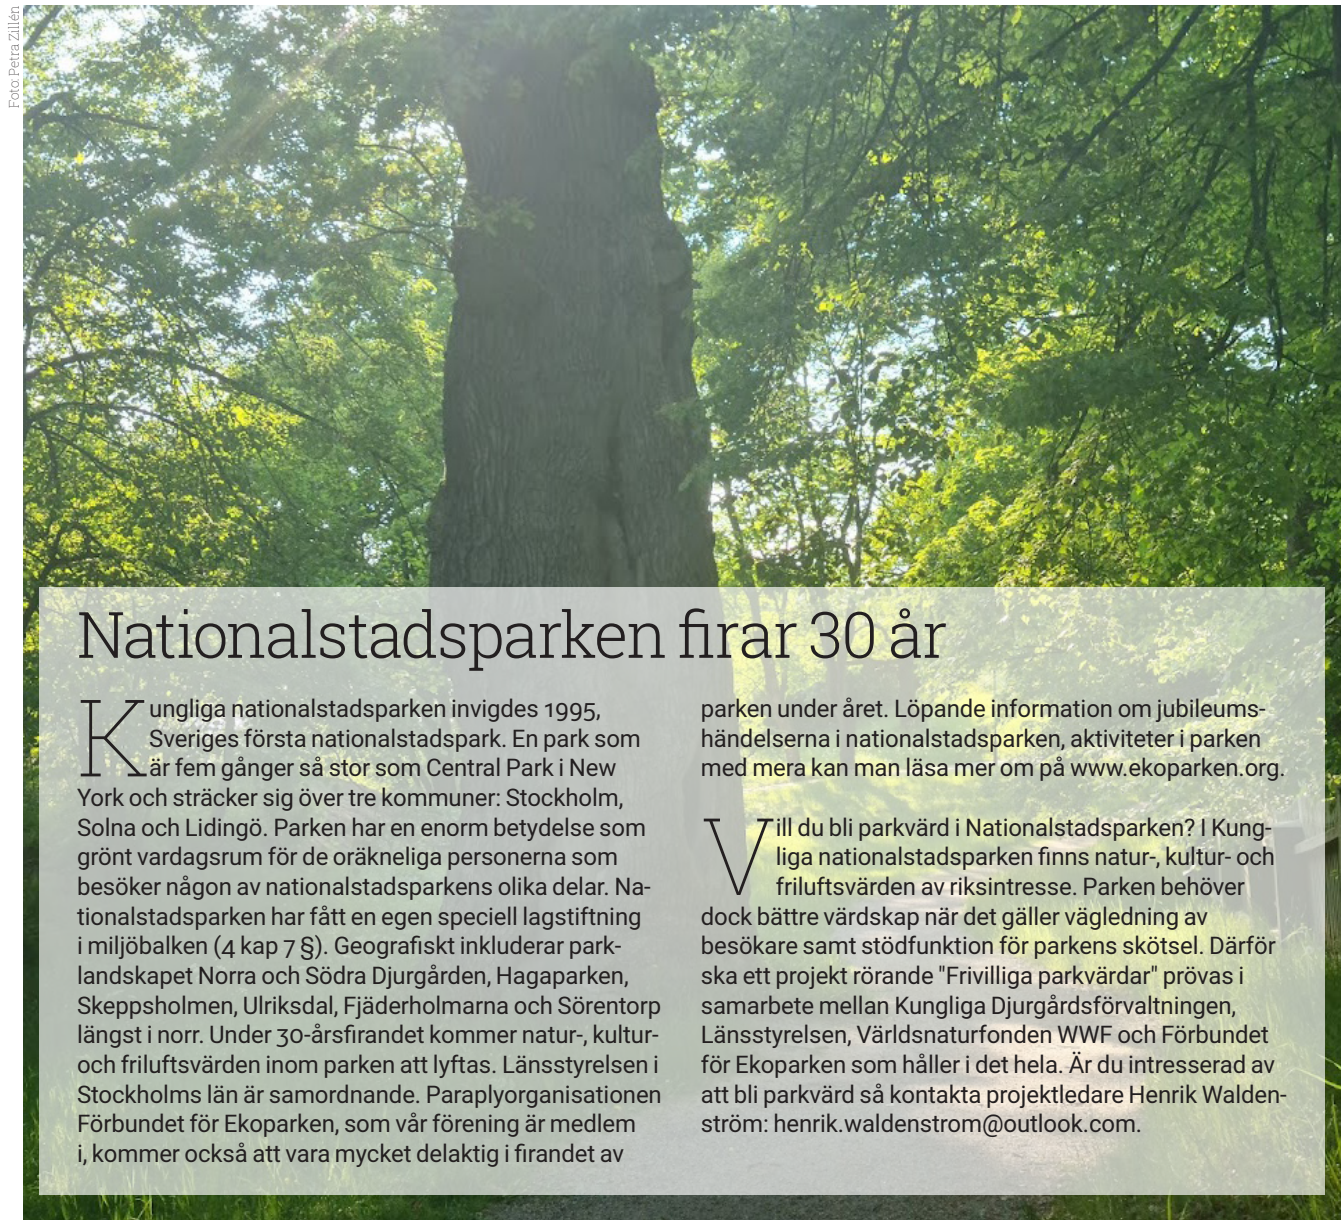 Foto: Petra Zillén
Nationalstadsparken firar 30 år
Kungliga nationalstadsparken invigdes 1995,
Sveriges första nationalstadspark. En park som
är fem gånger så stor som Central Park i New
York och sträcker sig över tre kommuner: Stockholm,
Solna och Lidingö. Parken har en enorm betydelse som
grönt vardagsrum för de oräkneliga personerna som
besöker någon av nationalstadsparkens olika delar. Na-
tionalstadsparken har fått en egen speciell lagstiftning
i miljöbalken (4 kap 7 §). Geografiskt inkluderar park-
landskapet Norra och Södra Djurgården, Hagaparken,
Skeppsholmen, Ulriksdal, Fjäderholmarna och Sörentorp
längst i norr. Under 30-årsfirandet kommer natur-, kultur-
och friluftsvärden inom parken att lyftas. Länsstyrelsen i
Stockholms län är samordnande. Paraplyorganisationen
Förbundet för Ekoparken, som vår förening är medlem
i, kommer också att vara mycket delaktig i firandet av
parken under året. Löpande information om jubileums-
händelserna i nationalstadsparken, aktiviteter i parken
med mera kan man läsa mer om på www.ekoparken.org.
Vill du bli parkvärd i Nationalstadsparken? I Kung-
liga nationalstadsparken finns natur-, kultur- och
friluftsvärden av riksintresse. Parken behöver
dock bättre värdskap när det gäller vägledning av
besökare samt stödfunktion för parkens skötsel. Därför
ska ett projekt rörande "Frivilliga parkvärdar" prövas i
samarbete mellan Kungliga Djurgårdsförvaltningen,
Länsstyrelsen, Världsnaturfonden WWF och Förbundet
för Ekoparken som håller i det hela. Är du intresserad av
att bli parkvärd så kontakta projektledare Henrik Walden-
ström: henrik.waldenstrom@outlook.com.